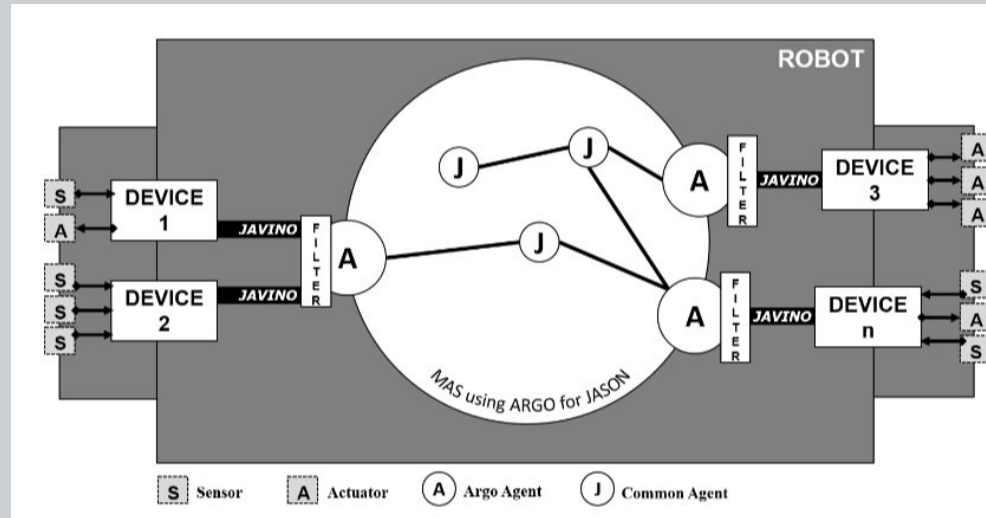 ROBOT
S
A
DEVICE
1
JAVINO
FILTER
A
S
S
S
DEVICE
2
JAVINO
J
J
J
A
FILTER
JAVINO
DEVICE
3
A
A
A
A
FILTER
JAVINO
DEVICE
n
S
A
S
MAS using ARGO for JASON
S Sensor
A Actuator
A Argo Agent
J Common Agent